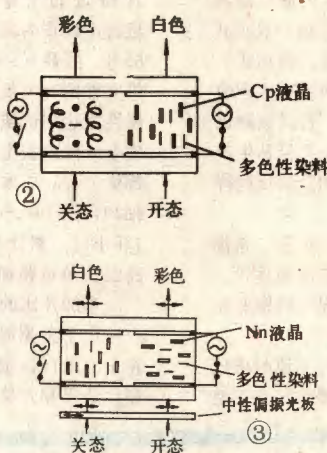 彩色 白色
Cp液晶
多色性染料
②
关态 开态
白色 彩色
Nn液晶
多色性染料
中性偏振光板
关态 开态
③